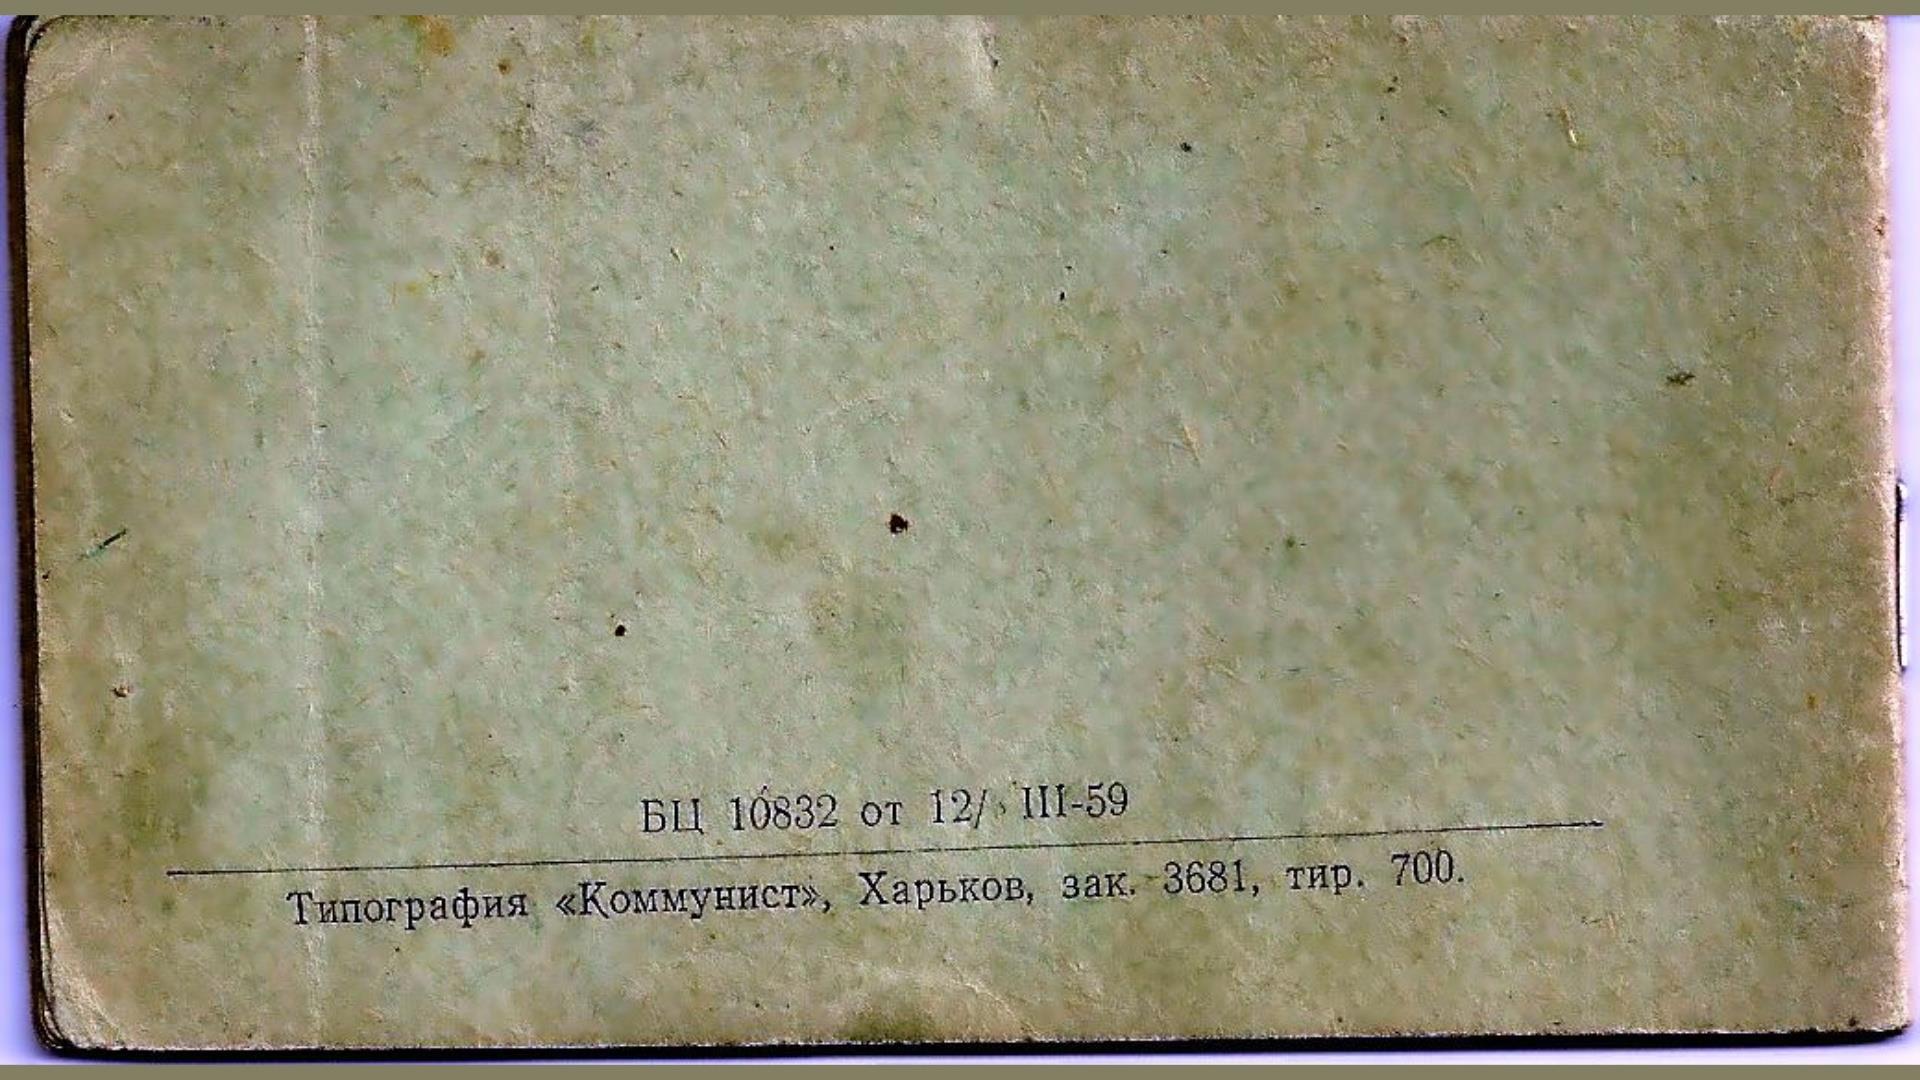 БЦ 10832 от 12/ III-59
Типография «Коммунист», Харьков, зак. 3681, тир. 700.